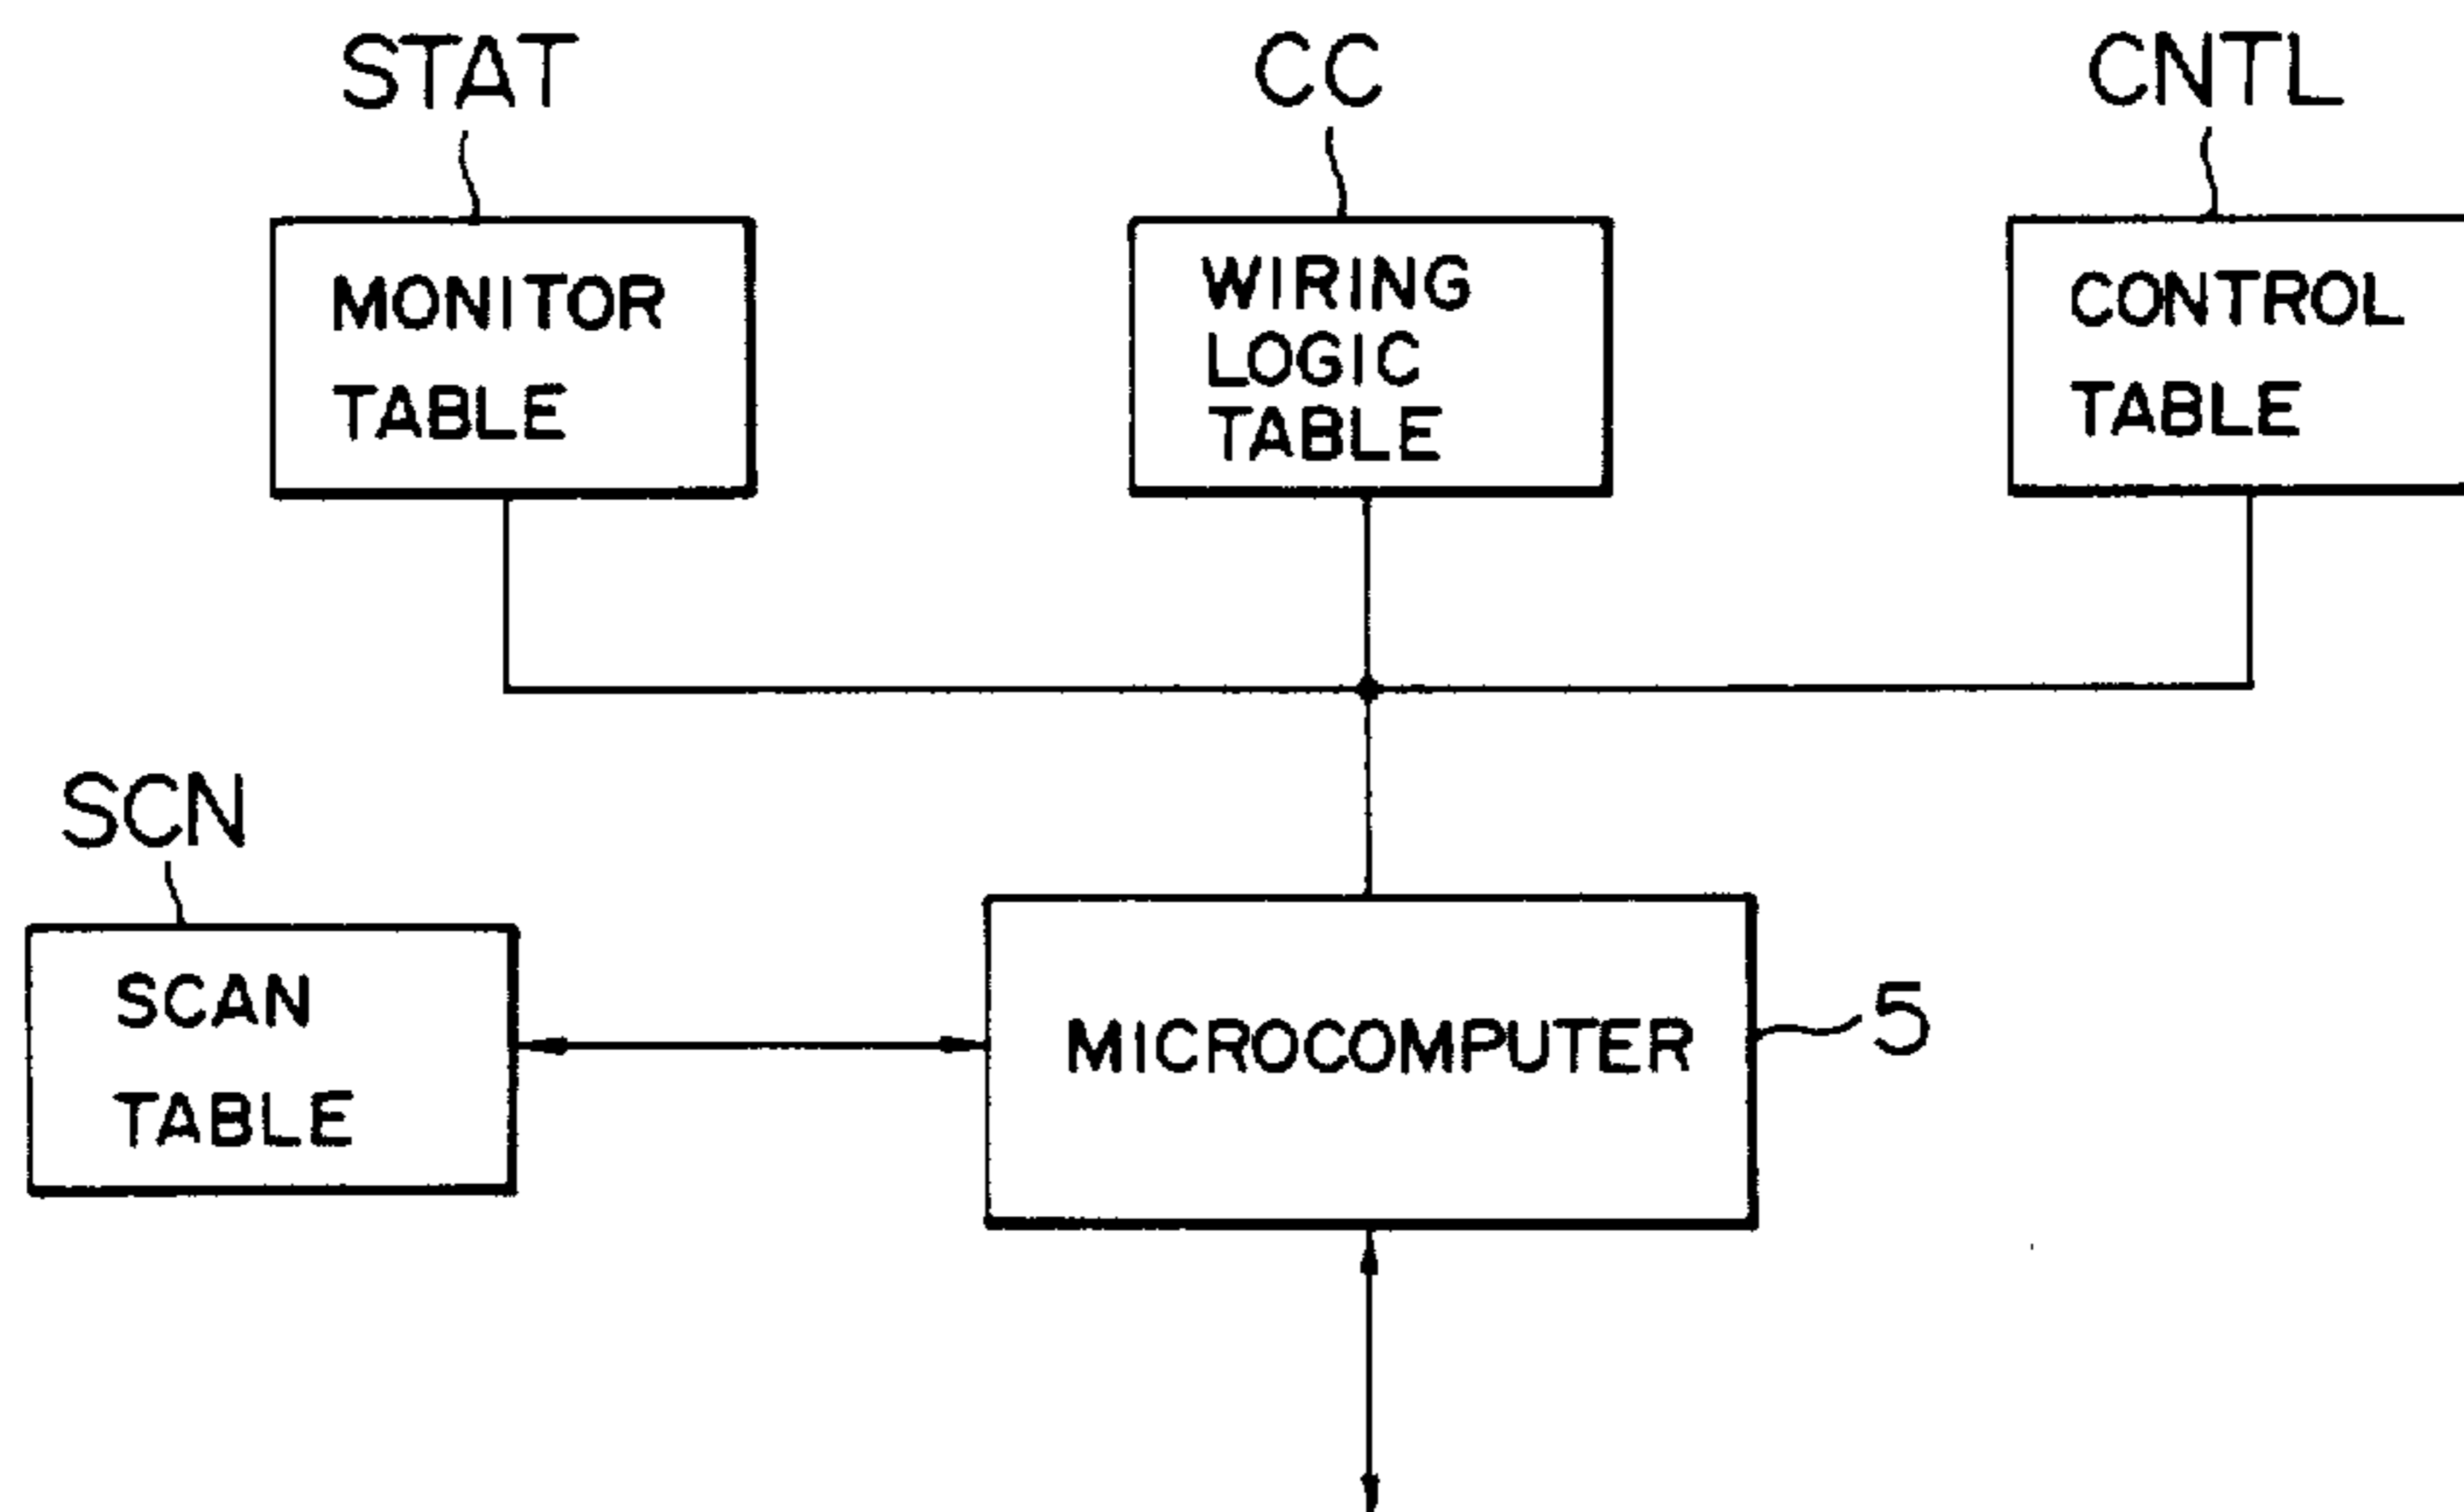 STAT
CC
CNTL
MONITOR
TABLE
WIRING
LOGIC
TABLE
CONTROL
TABLE
SCN
SCAN
TABLE
MICROCOMPUTER
5